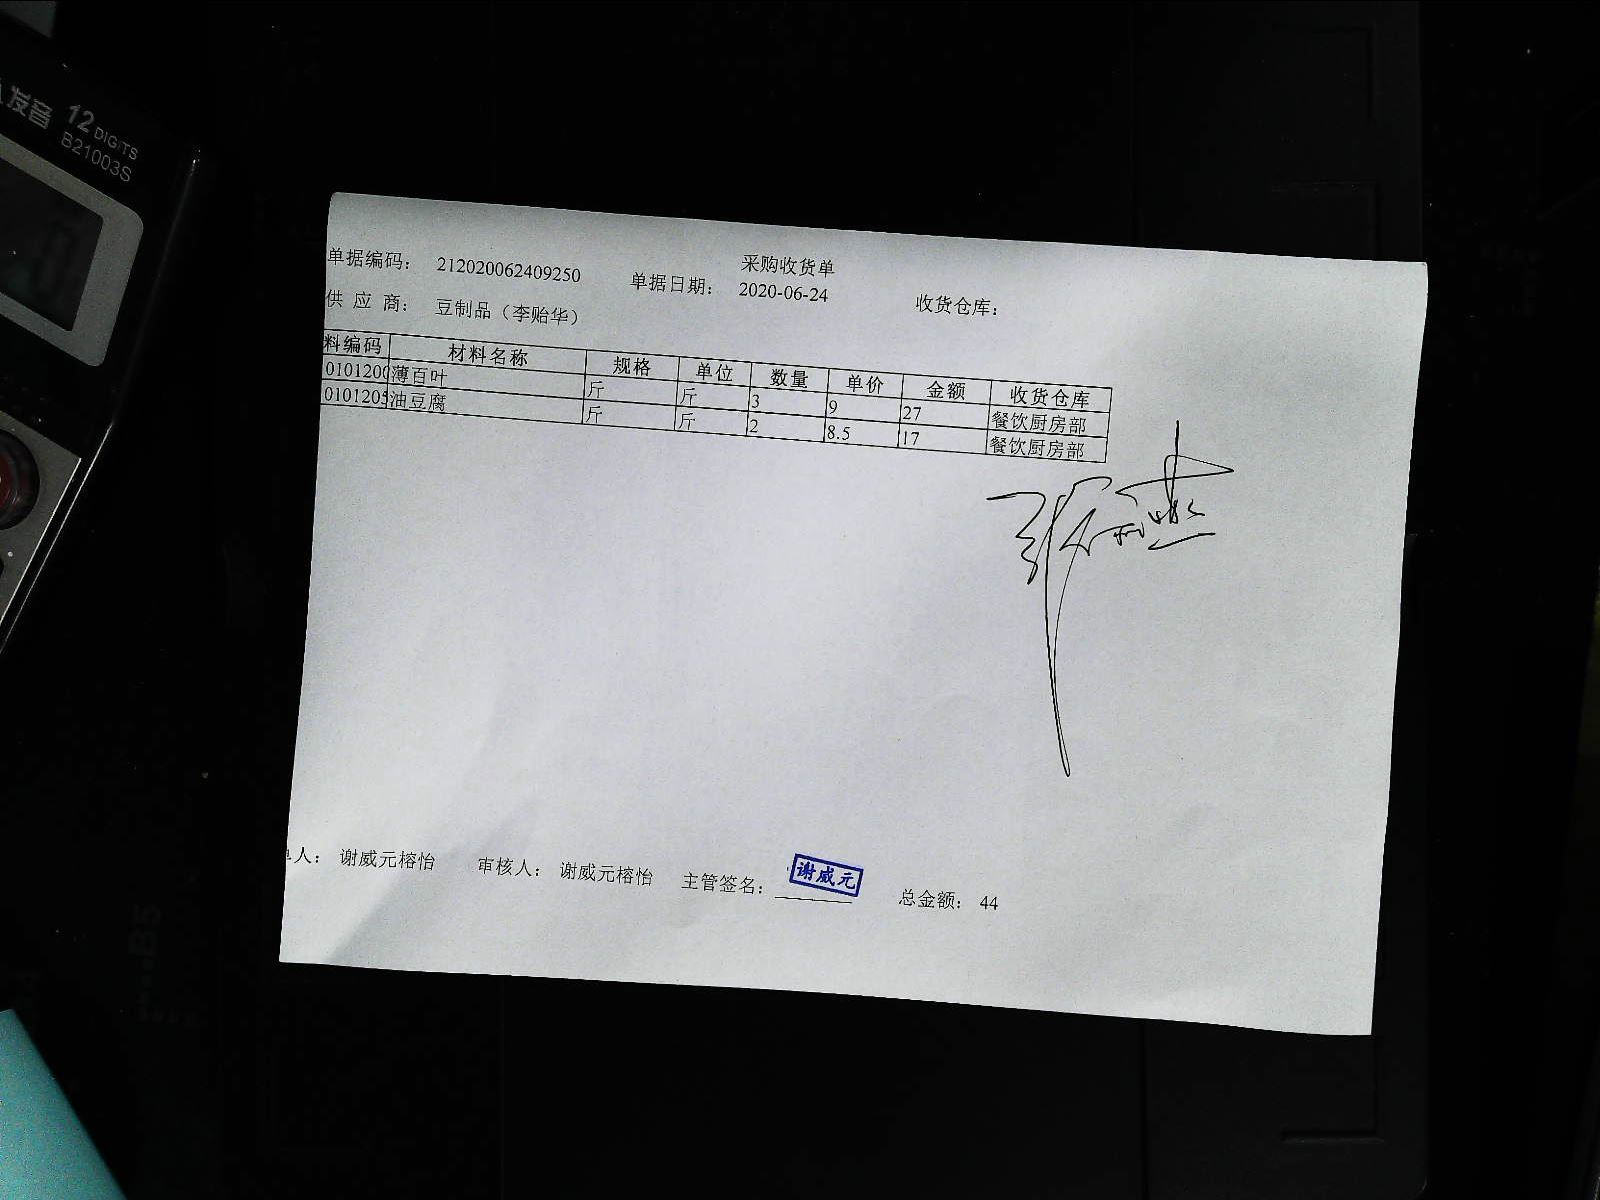 发音 12 DIGITS
B21003S
采购收货单
单据编码： 212020062409250 单据日期： 2020-06-24 收货仓库：
供 应 商： 豆制品（李贻华）
料编码 材料名称 规格 单位 数量 单价 金额 收货仓库
0101200 薄百叶 斤 斤 3 9 27 餐饮厨房部
0101205 油豆腐 斤 斤 2 8.5 17 餐饮厨房部
单人： 谢威元榕怡 审核人： 谢威元榕怡 主管签名： 谢威元 总金额： 44
B5